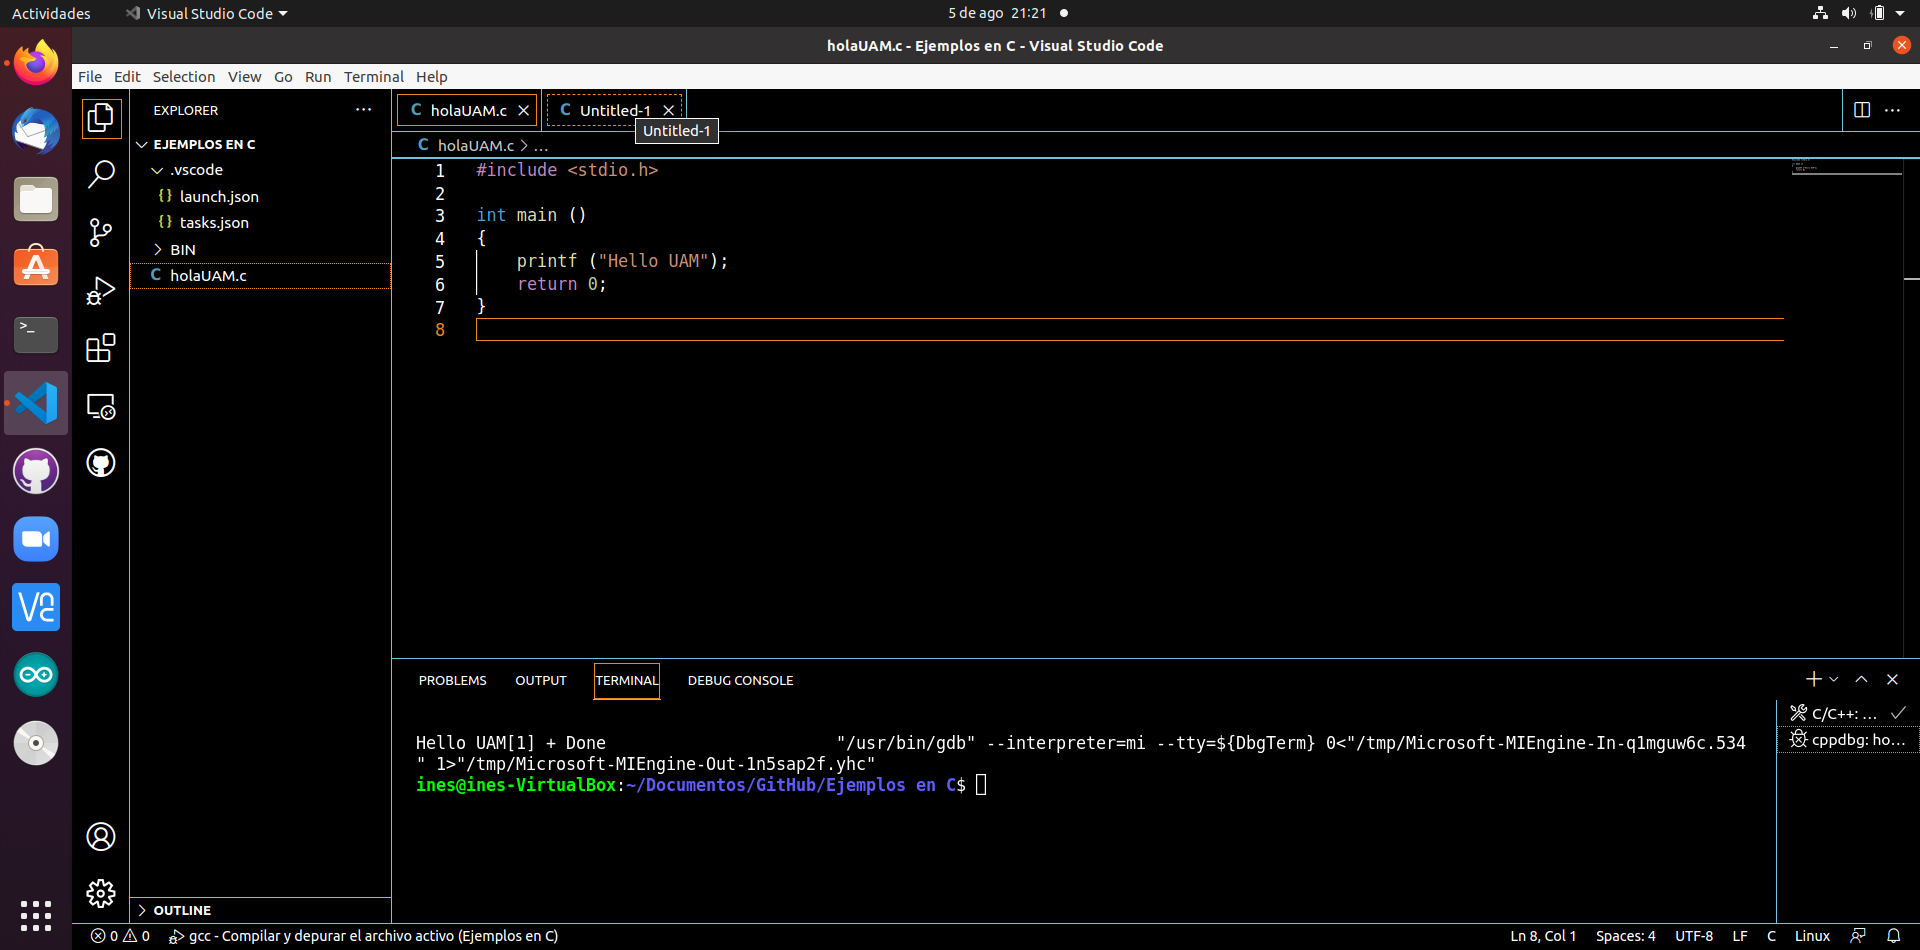 Actividades Visual Studio Code 5 de ago 21:21
holaUAM.c - Ejemplos en C - Visual Studio Code
File Edit Selection View Go Run Terminal Help
EXPLORER
EJEMPLOS EN C
.vscode
{} launch.json
{} tasks.json
BIN
C holaUAM.c
OUTLINE
C holaUAM.c C Untitled-1
Untitled-1
C holaUAM.c > ...
1 #include <stdio.h>
2
3 int main ()
4 {
5 printf ("Hello UAM");
6 return 0;
7 }
8
PROBLEMS OUTPUT TERMINAL DEBUG CONSOLE
Hello UAM[1] + Done "/usr/bin/gdb" --interpreter=mi --tty=${DbgTerm} 0<"/tmp/Microsoft-MIEngine-In-q1mguw6c.534
" 1>"/tmp/Microsoft-MIEngine-Out-1n5sap2f.yhc"
ines@ines-VirtualBox:~/Documentos/GitHub/Ejemplos en C$
C/C++: ...
cppdbg: ho...
0 0 gcc - Compilar y depurar el archivo activo (Ejemplos en C) Ln 8, Col 1 Spaces: 4 UTF-8 LF C Linux